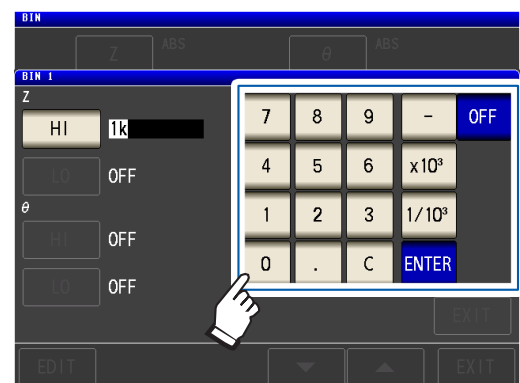 BIN
Z ABS θ ABS
BIN 1
Z
HI 1k
LO OFF
θ
HI OFF
LO OFF
7 8 9 - OFF
4 5 6 x10³
1 2 3 1/10³
0 . C ENTER
EXIT
EDIT EXIT